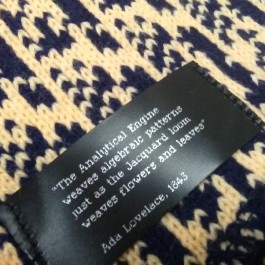 "The Analytical Engine
weaves algebraic patterns
just as the Jacquard loom
weaves flowers and leaves"
Ada Lovelace, 1843